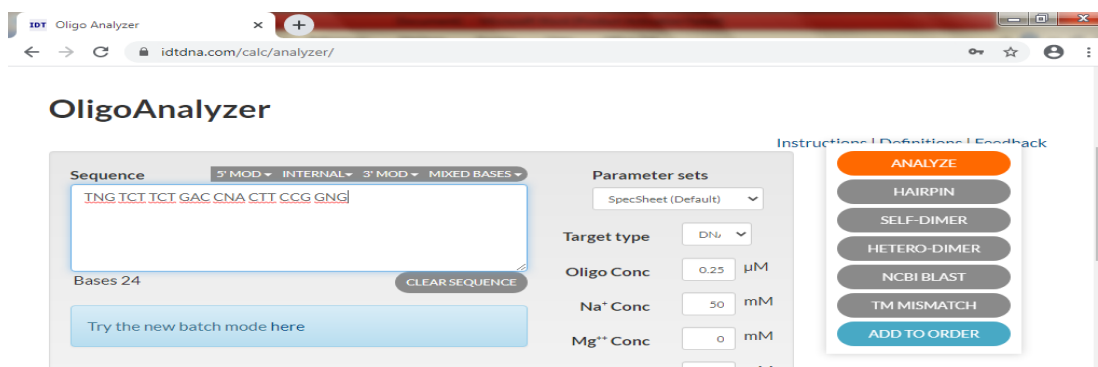 IDT Oligo Analyzer × +
idtdna.com/calc/analyzer/
OligoAnalyzer
Instructions | Definitions | Feedback
Sequence 5' MOD INTERNAL 3' MOD MIXED BASES
TNG TCT TCT GAC CNA CTT CCG GNG
Bases 24
CLEAR SEQUENCE
Try the new batch mode here
Parameter sets
SpecSheet (Default)
Target type DN
Oligo Conc 0.25 µM
Na⁺ Conc 50 mM
Mg⁺⁺ Conc 0 mM
ANALYZE
HAIRPIN
SELF-DIMER
HETERO-DIMER
NCBI BLAST
TM MISMATCH
ADD TO ORDER